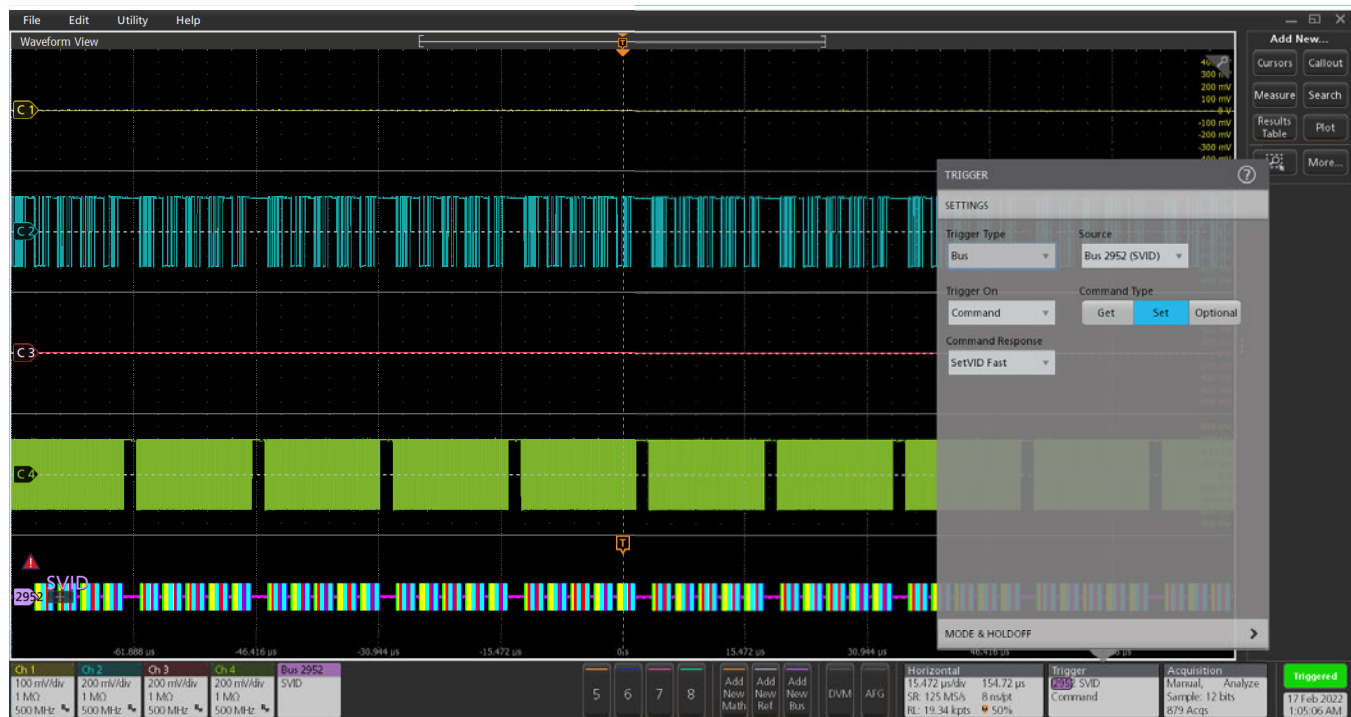 File Edit Utility Help
Waveform View
Add New...
Cursors Callout
Measure Search
Results Table Plot
More...
T
300 m
200 mV
100 mV
0 V
-100 mV
-200 mV
-300 mV
C 1
C 2
C 3
C 4
T
SVID
2952
-61.888 µs -46.416 µs -30.944 µs -15.472 µs 0s 15.472 µs 30.944 µs 46.416 µs
TRIGGER
?
SETTINGS
Trigger Type Source
Bus Bus 2952 (SVID)
Trigger On Command Type
Command Get Set Optional
Command Response
SetVID Fast
MODE & HOLDOFF
Ch 1
100 mV/div
1 MΩ
500 MHz
Ch 2
200 mV/div
1 MΩ
500 MHz
Ch 3
200 mV/div
1 MΩ
500 MHz
Ch 4
200 mV/div
1 MΩ
500 MHz
Bus 2952
SVID
5 6 7 8
Add New Math
Add New Ref
Add New Bus
DVM AFG
Horizontal
15.472 µs/div 154.72 µs
SR: 125 MS/s 8 ns/pt
RL: 19.34 kpts 50%
Trigger
2952 SVID
Command
Acquisition
Manual, Analyze
Sample: 12 bits
879 Acqs
Triggered
17 Feb 2022
1:05:06 AM